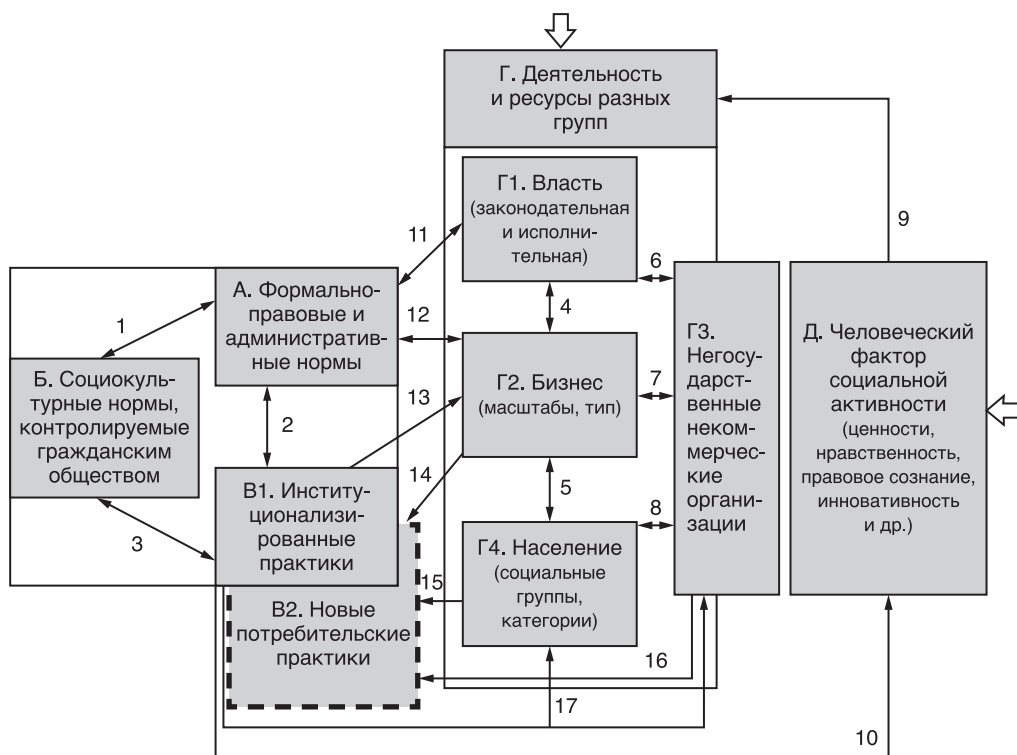 Г. Деятельность
и ресурсы разных
групп
Г1. Власть
(законодательная
и исполни-
тельная)
9
11
6
А. Формально-
правовые и
административ-
ные нормы
1
12
4
Г3. Негосу-
дарст-
венные
неком-
мерчес-
кие
органи-
зации
Д. Человеческий
фактор
социальной
активности
(ценности,
нравственность,
правовое сознание,
инновативность
и др.)
Б. Социокуль-
турные нормы,
контролируемые
гражданским
обществом
Г2. Бизнес
(масштабы, тип)
7
13
2
14
5
8
В1. Институ-
ционализи-
рованные
практики
3
Г4. Население
(социальные
группы,
категории)
15
В2. Новые
потребительские
практики
16
17
10